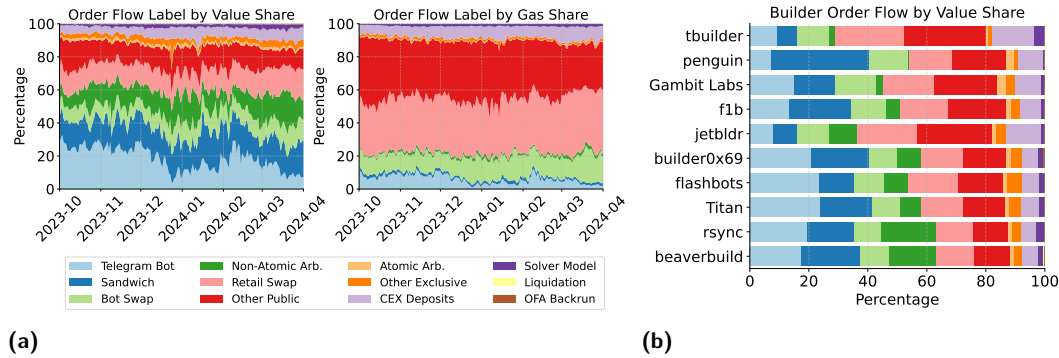 Order Flow Label by Value Share
Percentage
100
80
60
40
20
0
2023-10
2023-11
2023-12
2024-01
2024-02
2024-03
2024-04
Order Flow Label by Gas Share
Percentage
100
80
60
40
20
0
2023-10
2023-11
2023-12
2024-01
2024-02
2024-03
2024-04
Telegram Bot
Sandwich
Bot Swap
Non-Atomic Arb.
Retail Swap
Other Public
Atomic Arb.
Other Exclusive
CEX Deposits
Solver Model
Liquidation
OFA Backrun
(a)
Builder Order Flow by Value Share
tbuilder
penguin
Gambit Labs
f1b
jetbldr
builder0x69
flashbots
Titan
rsync
beaverbuild
0 20 40 60 80 100
Percentage
(b)